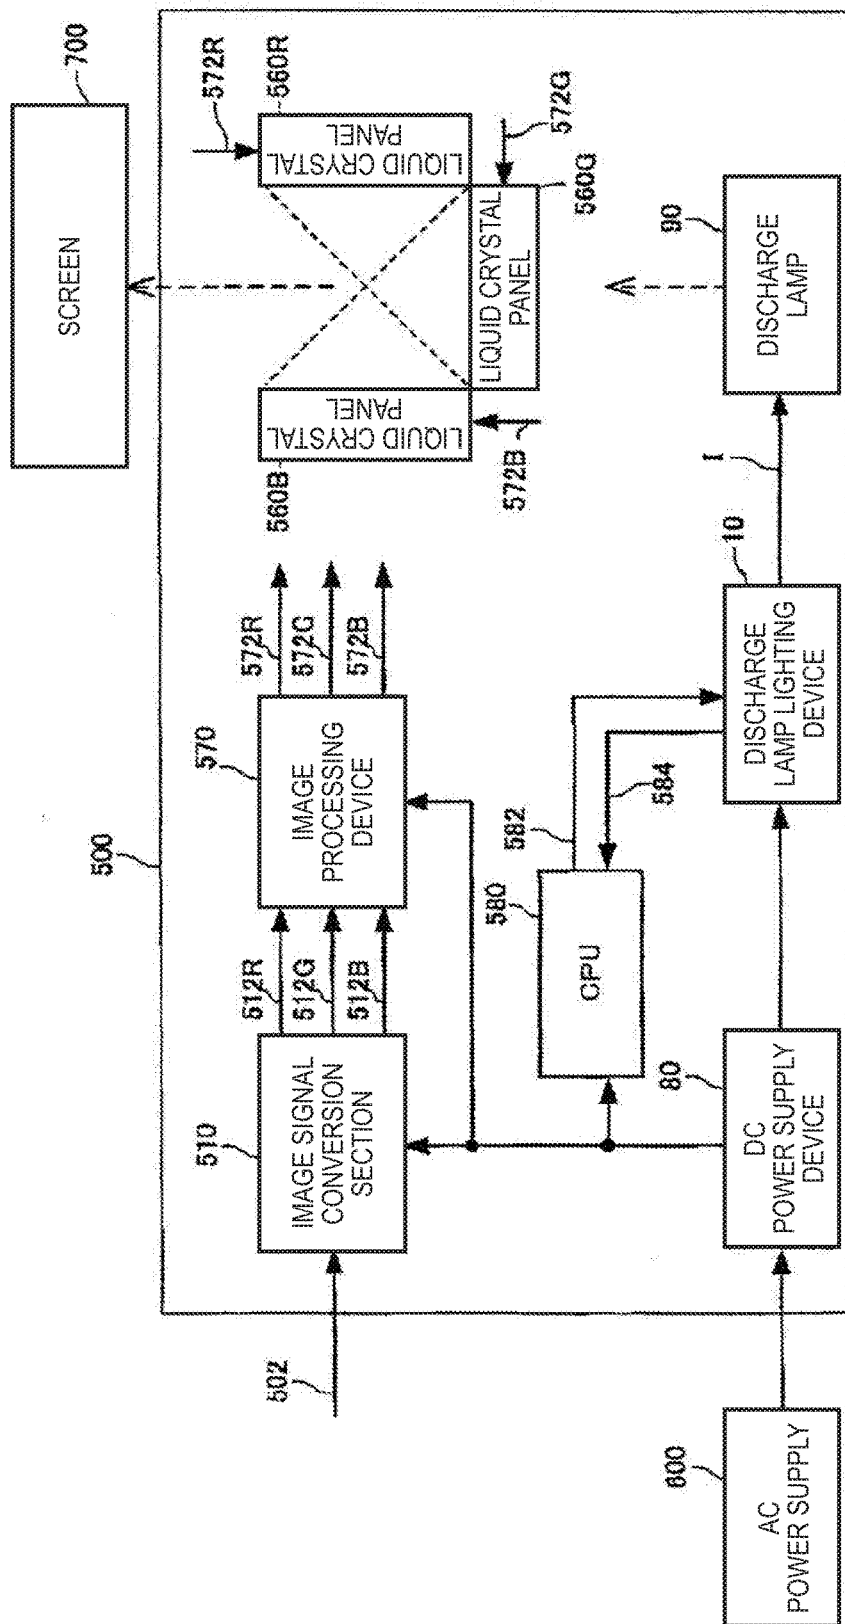 SCREEN
700
500
572R
560R
LIQUID CRYSTAL
PANEL
572G
560G
LIQUID CRYSTAL
PANEL
LIQUID CRYSTAL
PANEL
560B
572B
502
510
IMAGE SIGNAL
CONVERSION
SECTION
512R
512G
512B
570
IMAGE
PROCESSING
DEVICE
572R
572G
572B
580
CPU
582
584
600
AC
POWER SUPPLY
80
DC
POWER SUPPLY
DEVICE
10
DISCHARGE
LAMP LIGHTING
DEVICE
I
90
DISCHARGE
LAMP